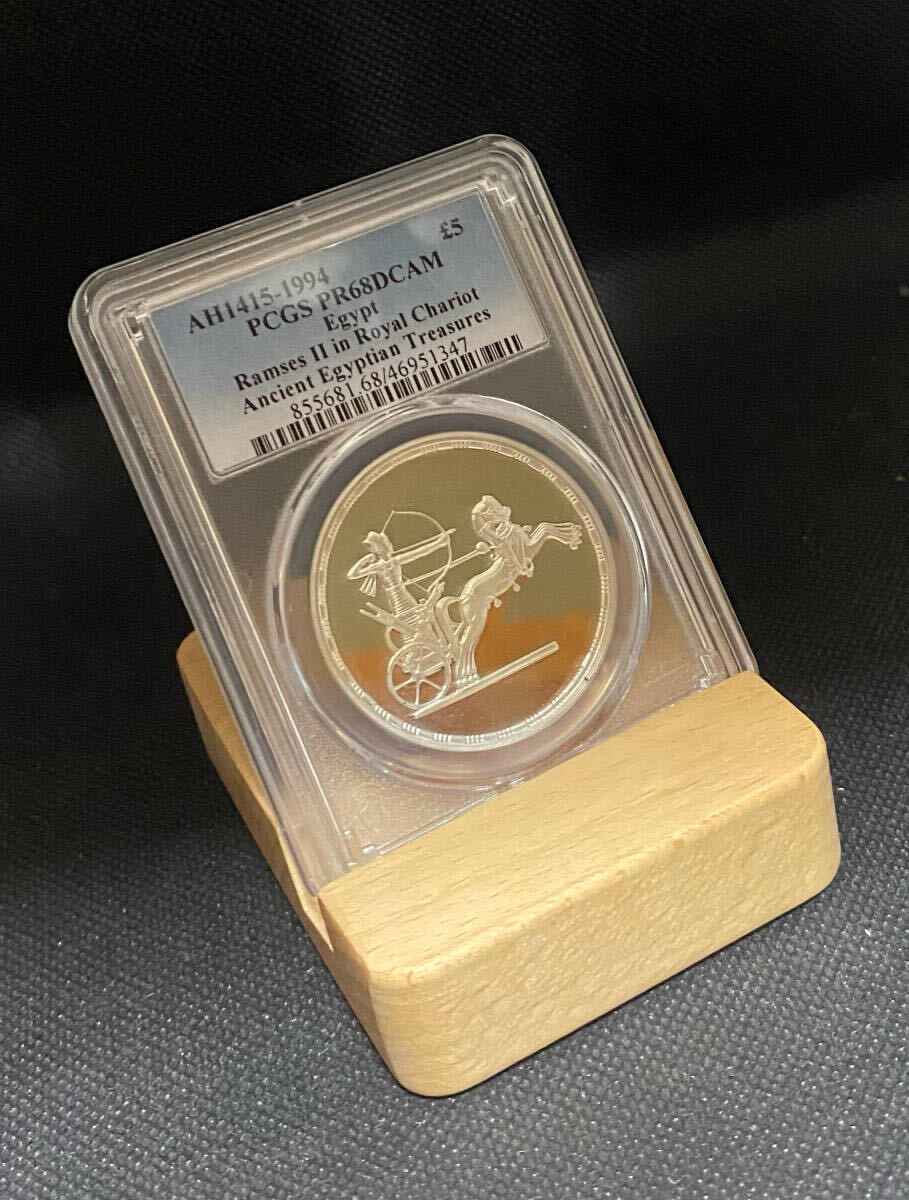 AH1415-1994 £5
PCGS PR68DCAM
Egypt
Ramses II in Royal Chariot
Ancient Egyptian Treasures
855681.68/46951347